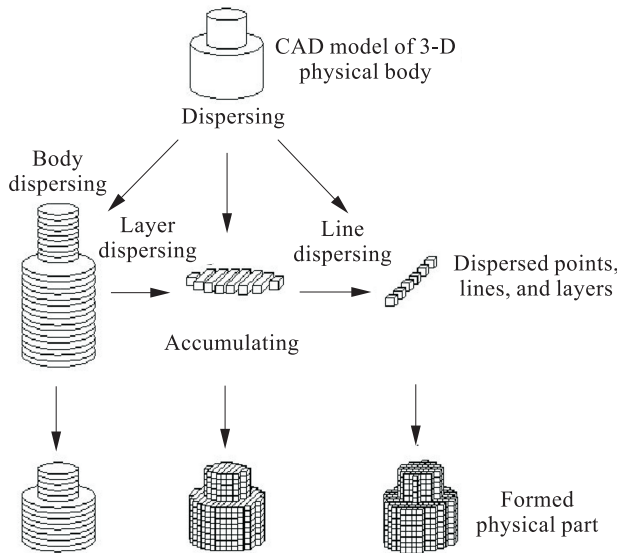 CAD model of 3-D
physical body
Dispersing
Body
dispersing
Layer
dispersing
Line
dispersing
Dispersed points,
lines, and layers
Accumulating
Formed
physical part